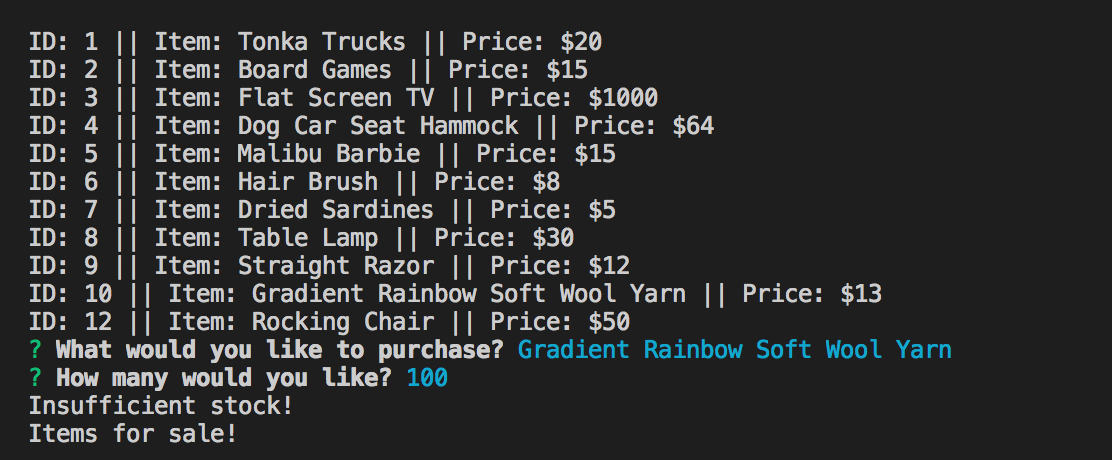 ID: 1 || Item: Tonka Trucks || Price: $20
ID: 2 || Item: Board Games || Price: $15
ID: 3 || Item: Flat Screen TV || Price: $1000
ID: 4 || Item: Dog Car Seat Hammock || Price: $64
ID: 5 || Item: Malibu Barbie || Price: $15
ID: 6 || Item: Hair Brush || Price: $8
ID: 7 || Item: Dried Sardines || Price: $5
ID: 8 || Item: Table Lamp || Price: $30
ID: 9 || Item: Straight Razor || Price: $12
ID: 10 || Item: Gradient Rainbow Soft Wool Yarn || Price: $13
ID: 12 || Item: Rocking Chair || Price: $50
? What would you like to purchase? Gradient Rainbow Soft Wool Yarn
? How many would you like? 100
Insufficient stock!
Items for sale!